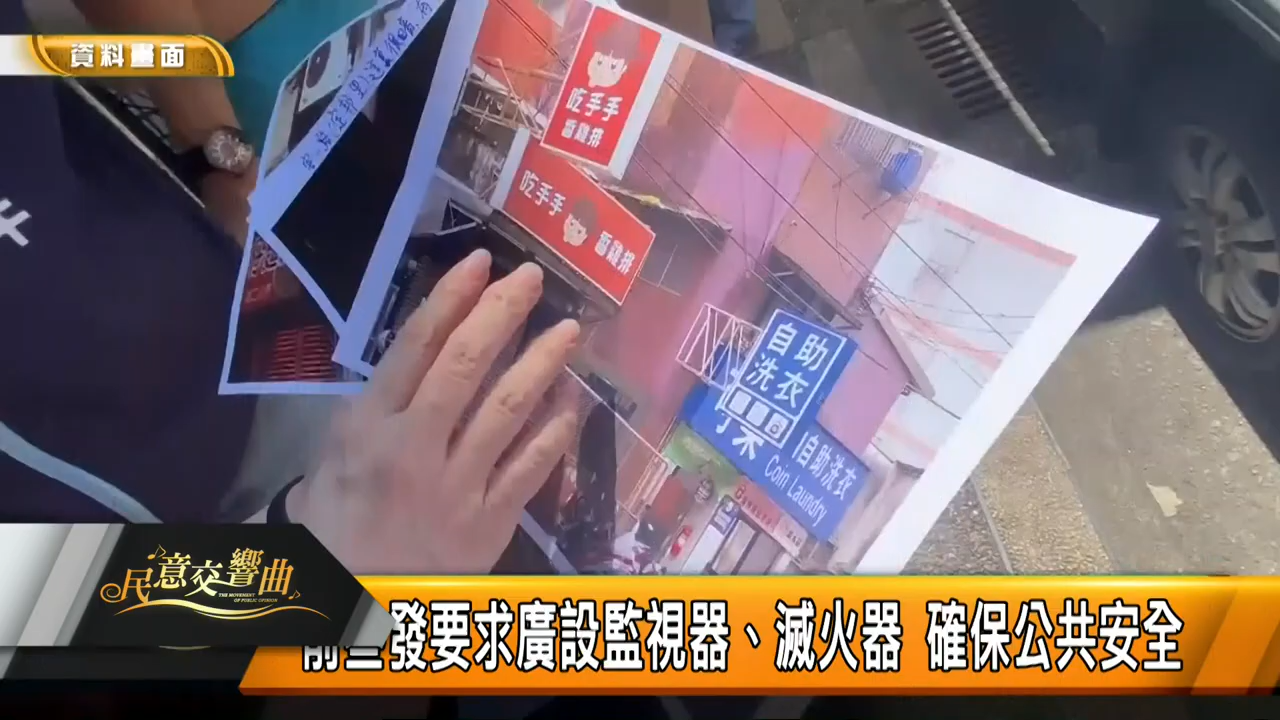 資料畫面
吃手手
香雞排
吃手手 香雞排
自助
洗衣
自助洗衣
Coin Laundry
民意交響曲
THE MOVEMENT
OF PUBLIC OPINION
發要求廣設監視器、滅火器 確保公共安全